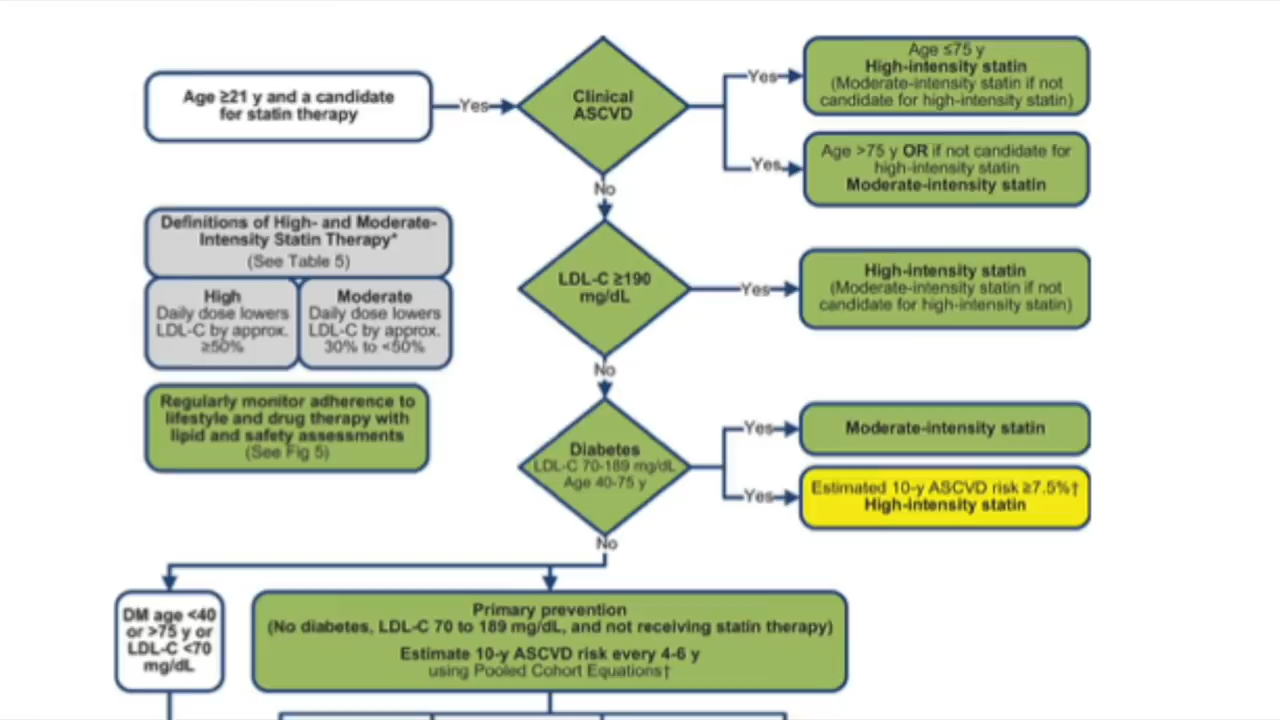 Age ≥21 y and a candidate
for statin therapy
Yes
Clinical
ASCVD
Yes
Age ≤75 y
High-intensity statin
(Moderate-intensity statin if not
candidate for high-intensity statin)
Yes
Age >75 y OR if not candidate for
high-intensity statin
Moderate-intensity statin
No
Definitions of High- and Moderate-
Intensity Statin Therapy*
(See Table 5)
High
Daily dose lowers
LDL-C by approx.
≥50%
Moderate
Daily dose lowers
LDL-C by approx.
30% to <50%
LDL-C ≥190
mg/dL
Yes
High-intensity statin
(Moderate-intensity statin if not
candidate for high-intensity statin)
No
Regularly monitor adherence to
lifestyle and drug therapy with
lipid and safety assessments
(See Fig 5)
Diabetes
LDL-C 70-189 mg/dL
Age 40-75 y
Yes
Moderate-intensity statin
Yes
Estimated 10-y ASCVD risk ≥7.5%†
High-intensity statin
No
DM age <40
or >75 y or
LDL-C <70
mg/dL
Primary prevention
(No diabetes, LDL-C 70 to 189 mg/dL, and not receiving statin therapy)
Estimate 10-y ASCVD risk every 4-6 y
using Pooled Cohort Equations†